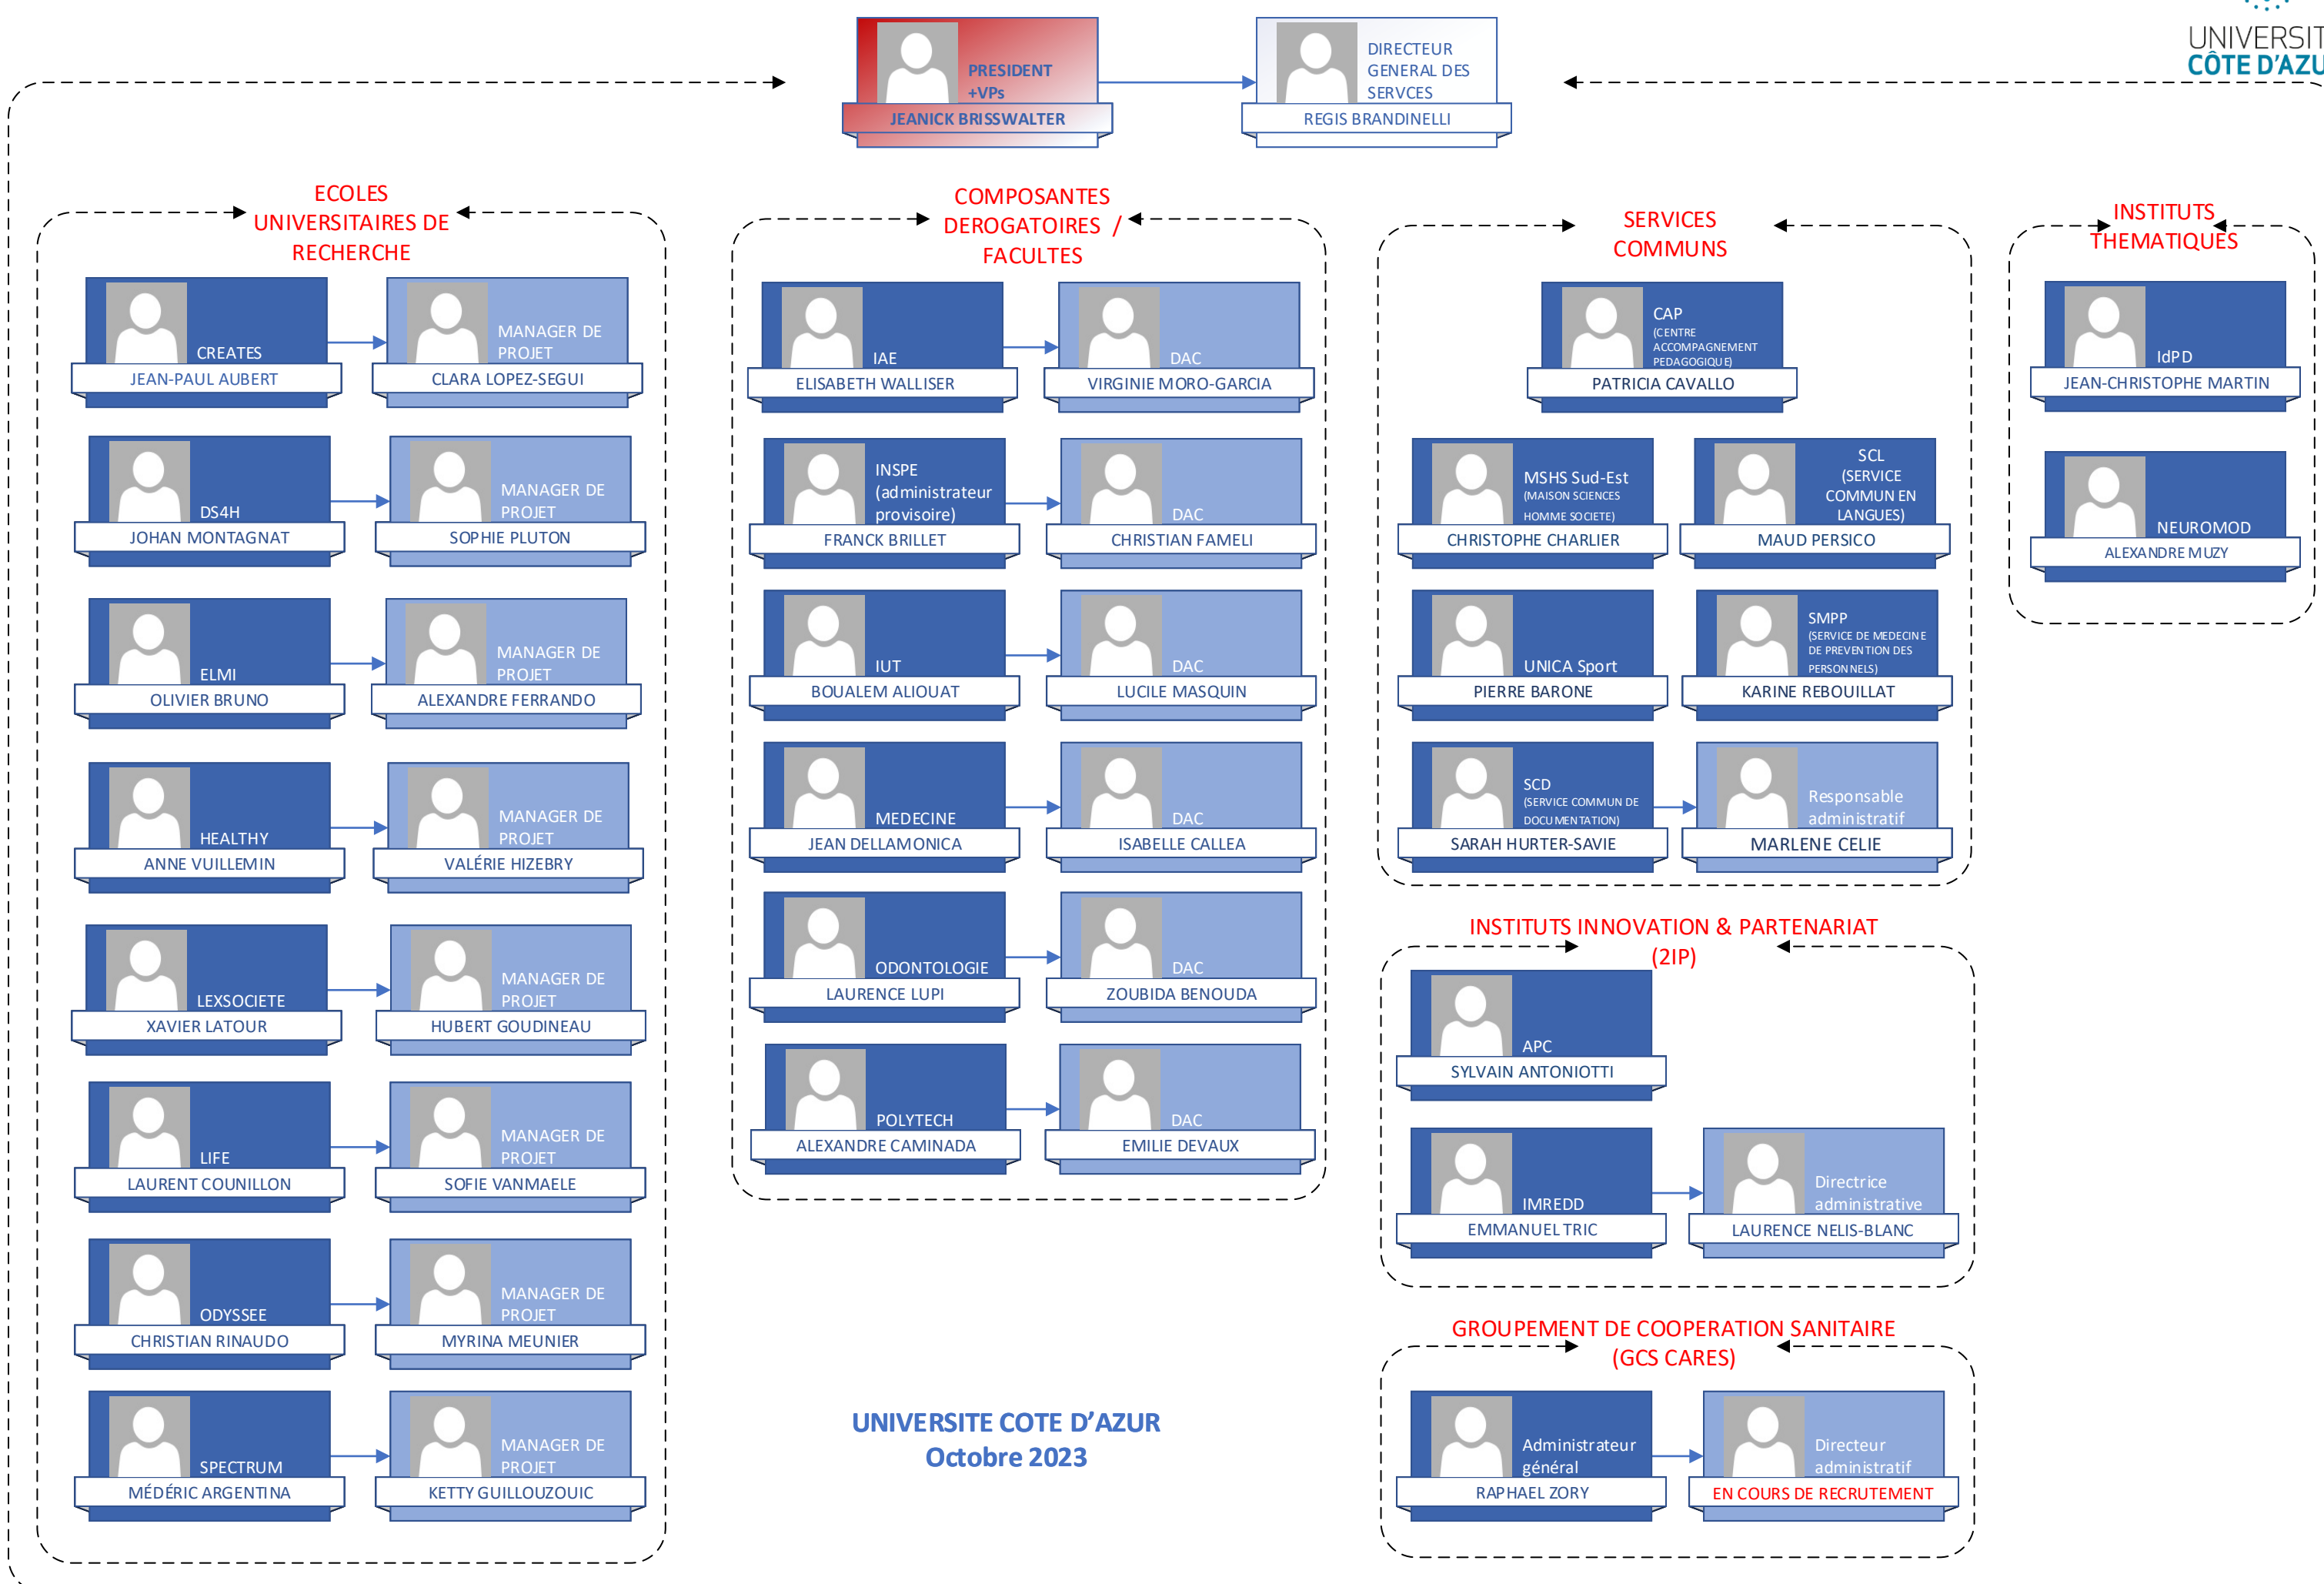 UNIVERSIT
CÔTE D'AZU
PRESIDENT
+VPs
JEANICK BRISSWALTER
DIRECTEUR
GENERAL DES
SERVCES
REGIS BRANDINELLI
ECOLES
UNIVERSITAIRES DE
RECHERCHE
CREATES
JEAN-PAUL AUBERT
MANAGER DE
PROJET
CLARA LOPEZ-SEGUI
DS4H
JOHAN MONTAGNAT
MANAGER DE
PROJET
SOPHIE PLUTON
ELMI
OLIVIER BRUNO
MANAGER DE
PROJET
ALEXANDRE FERRANDO
HEALTHY
ANNE VUILLEMIN
MANAGER DE
PROJET
VALÉRIE HIZEBRY
LEXSOCIETE
XAVIER LATOUR
MANAGER DE
PROJET
HUBERT GOUDINEAU
LIFE
LAURENT COUNILLON
MANAGER DE
PROJET
SOFIE VANMAELE
ODYSSEE
CHRISTIAN RINAUDO
MANAGER DE
PROJET
MYRINA MEUNIER
SPECTRUM
MÉDÉRIC ARGENTINA
MANAGER DE
PROJET
KETTY GUILLOUZOUIC
COMPOSANTES
DEROGATOIRES /
FACULTES
IAE
ELISABETH WALLISER
DAC
VIRGINIE MORO-GARCIA
INSPE
(administrateur
provisoire)
FRANCK BRILLET
DAC
CHRISTIAN FAMELI
IUT
BOUALEM ALIOUAT
DAC
LUCILE MASQUIN
MEDECINE
JEAN DELLAMONICA
DAC
ISABELLE CALLEA
ODONTOLOGIE
LAURENCE LUPI
DAC
ZOUBIDA BENOUDA
POLYTECH
ALEXANDRE CAMINADA
DAC
EMILIE DEVAUX
SERVICES
COMMUNS
CAP
(CENTRE
ACCOMPAGNEMENT
PEDAGOGIQUE)
PATRICIA CAVALLO
MSHS Sud-Est
(MAISON SCIENCES
HOMME SOCIETE)
CHRISTOPHE CHARLIER
SCL
(SERVICE
COMMUN EN
LANGUES)
MAUD PERSICO
UNICA Sport
PIERRE BARONE
SMPP
(SERVICE DE MEDECINE
DE PREVENTION DES
PERSONNELS)
KARINE REBOUILLAT
SCD
(SERVICE COMMUN DE
DOCUMENTATION)
SARAH HURTER-SAVIE
Responsable
administratif
MARLENE CELIE
INSTITUTS INNOVATION & PARTENARIAT
(2IP)
APC
SYLVAIN ANTONIOTTI
IMREDD
EMMANUEL TRIC
Directrice
administrative
LAURENCE NELIS-BLANC
GROUPEMENT DE COOPERATION SANITAIRE
(GCS CARES)
Administrateur
général
RAPHAEL ZORY
Directeur
administratif
EN COURS DE RECRUTEMENT
INSTITUTS
THEMATIQUES
IdPD
JEAN-CHRISTOPHE MARTIN
NEUROMOD
ALEXANDRE MUZY
UNIVERSITE COTE D'AZUR
Octobre 2023